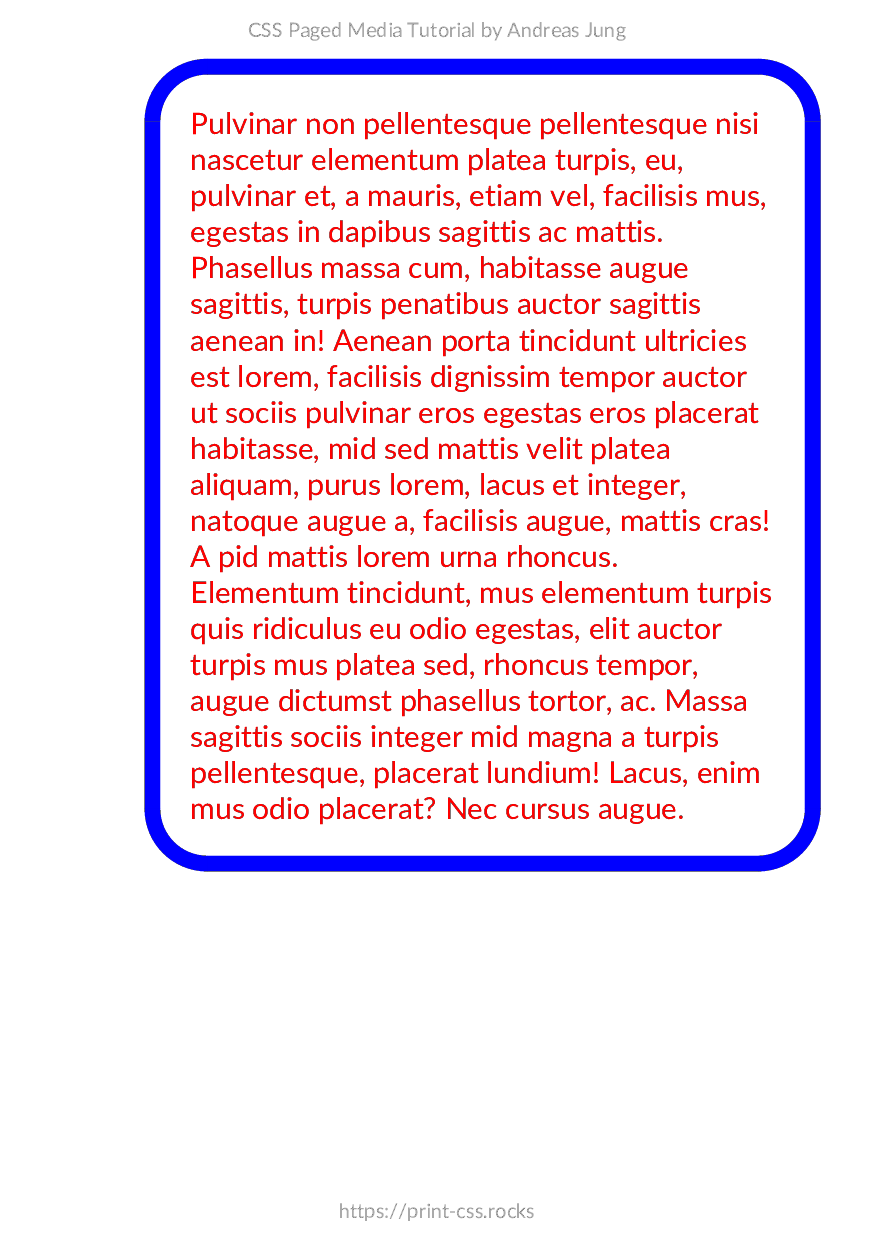 CSS Paged Media Tutorial by Andreas Jung
Pulvinar non pellentesque pellentesque nisi
nascetur elementum platea turpis, eu,
pulvinar et, a mauris, etiam vel, facilisis mus,
egestas in dapibus sagittis ac mattis.
Phasellus massa cum, habitasse augue
sagittis, turpis penatibus auctor sagittis
aenean in! Aenean porta tincidunt ultricies
est lorem, facilisis dignissim tempor auctor
ut sociis pulvinar eros egestas eros placerat
habitasse, mid sed mattis velit platea
aliquam, purus lorem, lacus et integer,
natoque augue a, facilisis augue, mattis cras!
A pid mattis lorem urna rhoncus.
Elementum tincidunt, mus elementum turpis
quis ridiculus eu odio egestas, elit auctor
turpis mus platea sed, rhoncus tempor,
augue dictumst phasellus tortor, ac. Massa
sagittis sociis integer mid magna a turpis
pellentesque, placerat lundium! Lacus, enim
mus odio placerat? Nec cursus augue.
https://print-css.rocks